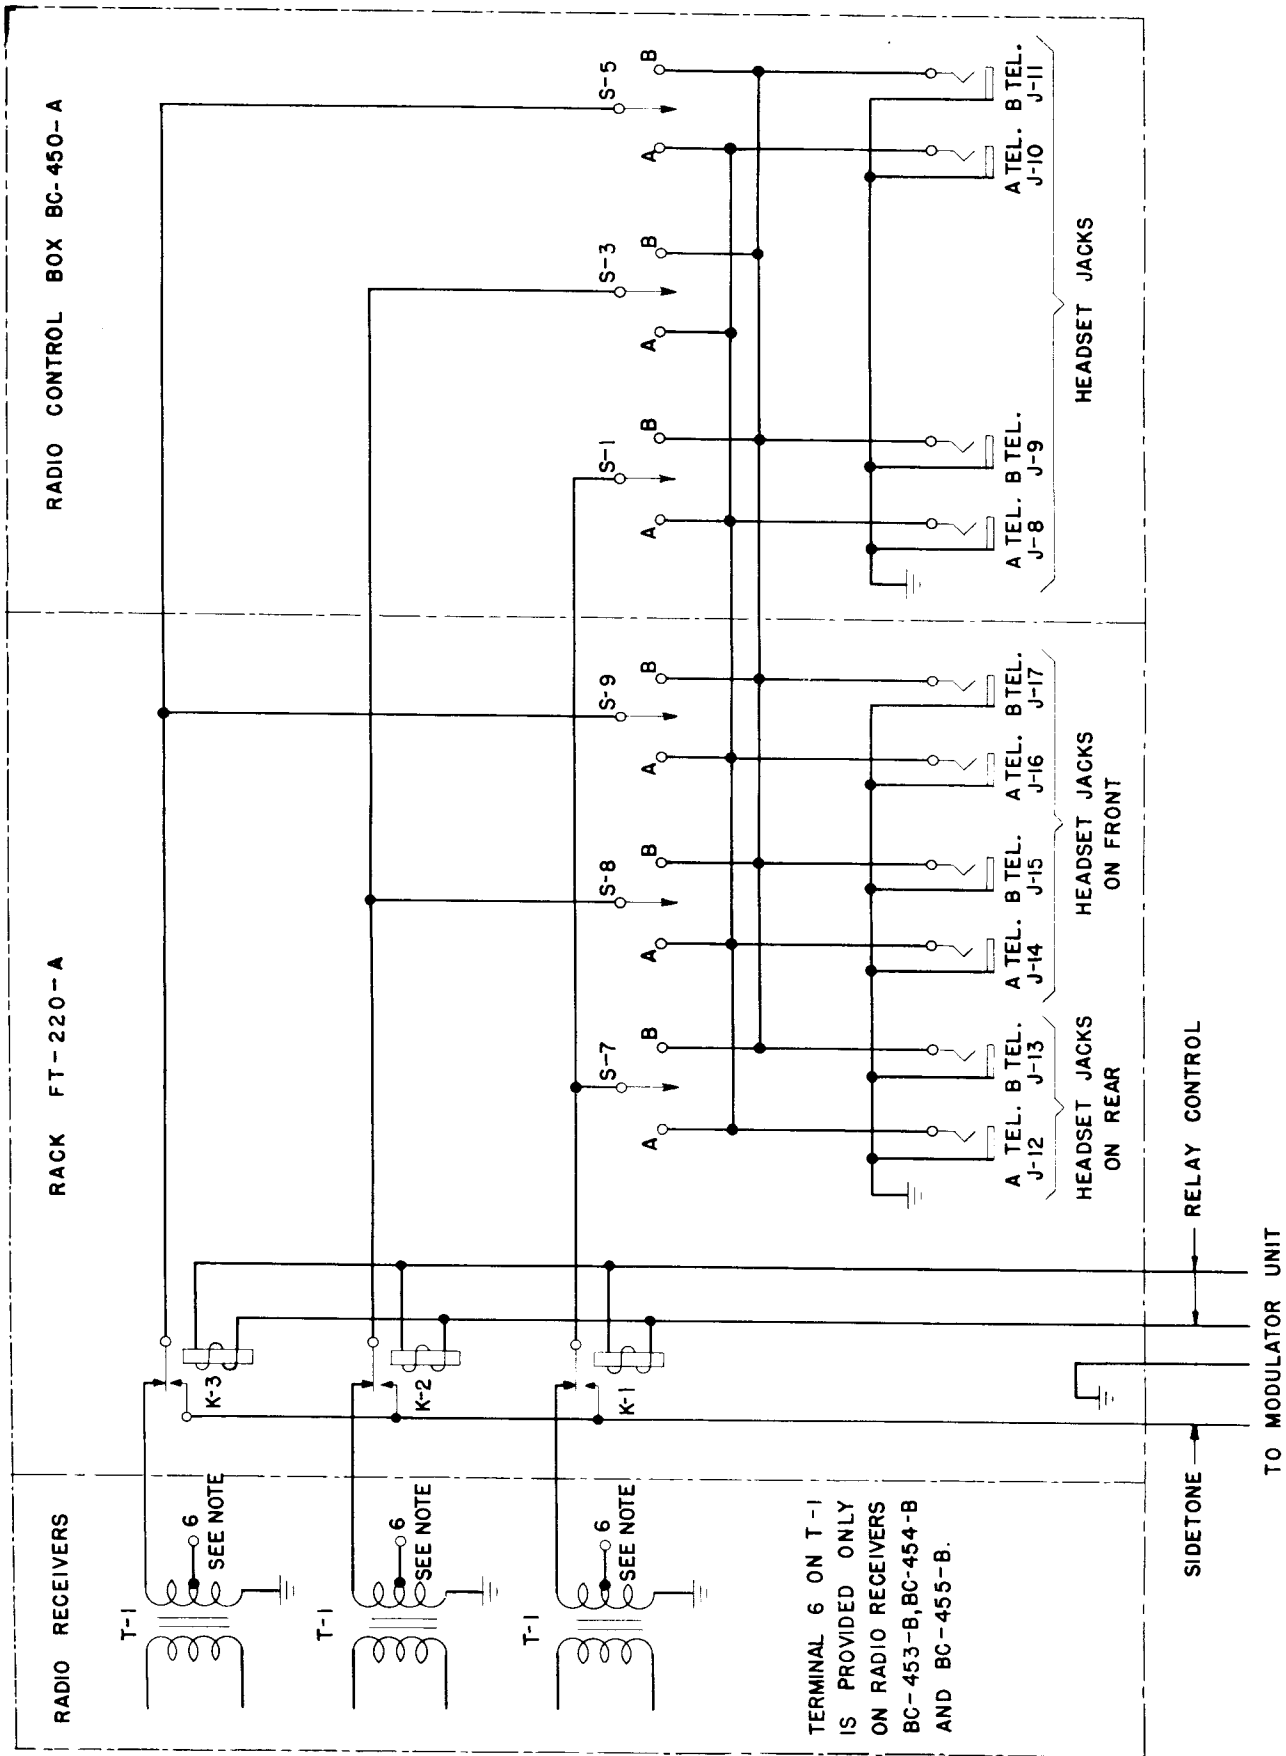 RADIO RECEIVERS
RACK FT-220-A
RADIO CONTROL BOX BC-450-A
T-1
6
SEE NOTE
K-3
T-1
6
SEE NOTE
K-2
T-1
6
SEE NOTE
K-1
S-7
S-8
S-9
S-1
S-3
S-5
A
B
A
B
A
B
A
B
A
B
A
B
TERMINAL 6 ON T-1
IS PROVIDED ONLY
ON RADIO RECEIVERS
BC-453-B, BC-454-B
AND BC-455-B.
A TEL.
J-12
B TEL.
J-13
A TEL.
J-14
B TEL.
J-15
A TEL.
J-16
B TEL.
J-17
A TEL.
J-8
B TEL.
J-9
A TEL.
J-10
B TEL.
J-11
HEADSET JACKS
ON REAR
HEADSET JACKS
ON FRONT
HEADSET JACKS
SIDETONE
RELAY CONTROL
TO MODULATOR UNIT